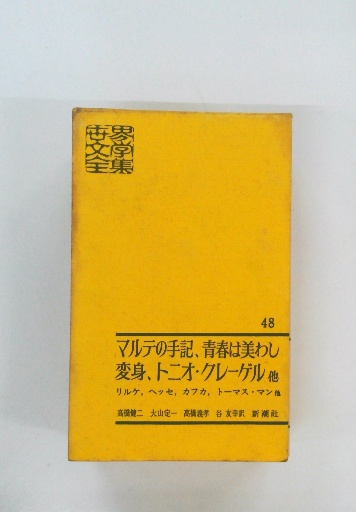 世界
文学
全集
48
マルテの手記、青春は美わし
変身、トニオ・クレーゲル 他
リルケ, ヘッセ, カフカ, トーマス・マン 他
高橋健二 大山定一 高橋義孝 谷 友幸訳 新潮社